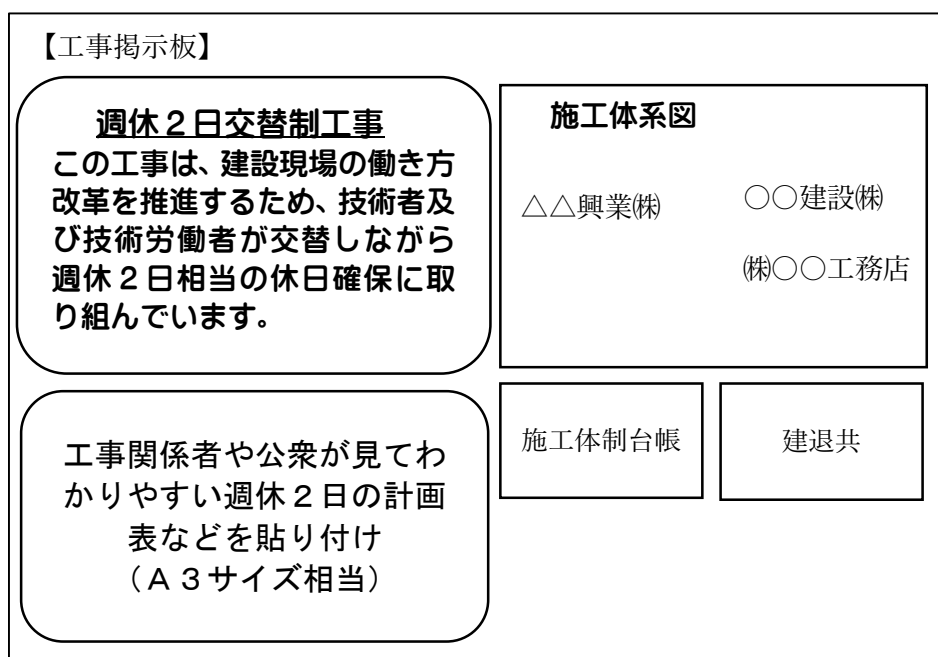 【工事掲示板】
週休２日交替制工事
この工事は、建設現場の働き方
改革を推進するため、技術者及
び技術労働者が交替しながら
週休２日相当の休日確保に取
り組んでいます。
施工体系図
△△興業㈱
○○建設㈱
㈱○○工務店
工事関係者や公衆が見てわ
かりやすい週休２日の計画
表などを貼り付け
（Ａ３サイズ相当）
施工体制台帳
建退共